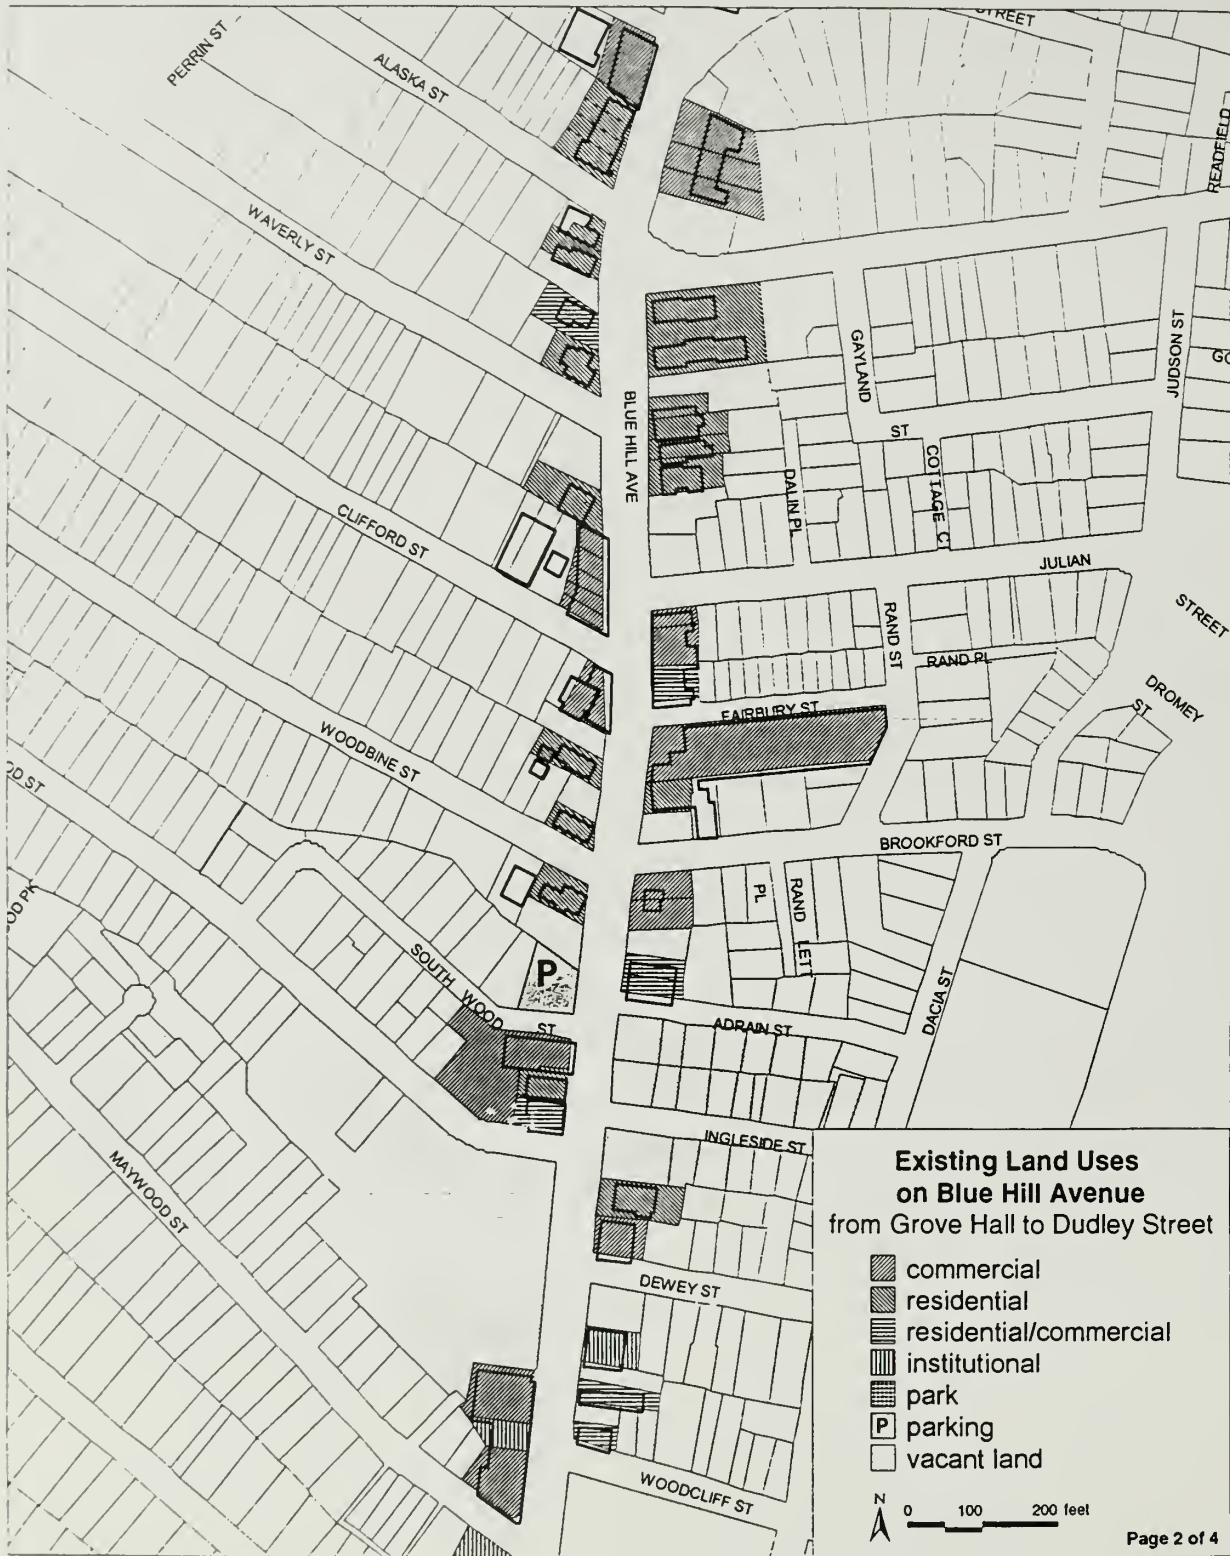 STREET
PERRIN ST
ALASKA ST
READFIELD
WAVERLY ST
GAYLAND
JUDSON ST
BLUE HILL AVE
ST
COTTAGE CT
DALIN PL
CLIFFORD ST
JULIAN
STREET
RAND ST
RAND PL
DROMEY
ST
FAIRBURY ST
WOODBINE ST
OD ST
BROOKFORD ST
OOD PK
PL
RAND LETT
SOUTH WOOD
ST
P
DACIA ST
ADRAIN ST
INGLESIDE ST
MAYWOOD ST
DEWEY ST
WOODCLIFF ST
Existing Land Uses
on Blue Hill Avenue
from Grove Hall to Dudley Street
commercial
residential
residential/commercial
institutional
park
P parking
vacant land
N
0 100 200 feet
Page 2 of 4